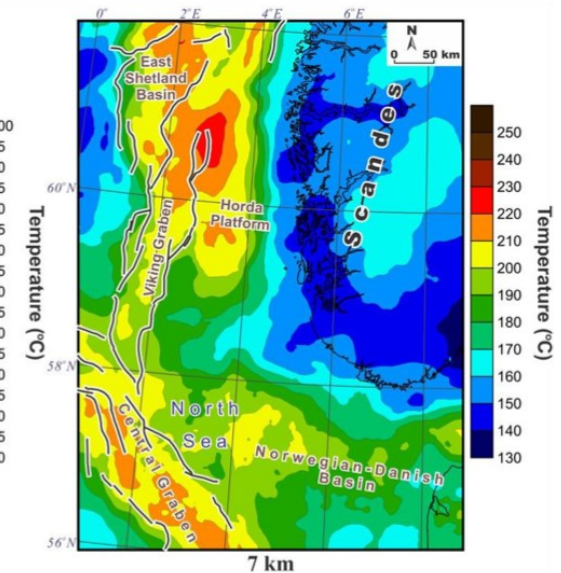 0° 2°E 4°E 6°E
N
0 50 km
East
Shetland
Basin
Scandes
60°N
Horda
Platform
Viking Graben
58°N
North
Sea
Central Graben
Norwegian-Danish
Basin
56°N
7 km
Temperature (°C)
250
240
230
220
210
200
190
180
170
160
150
140
130
Temperature (°C)